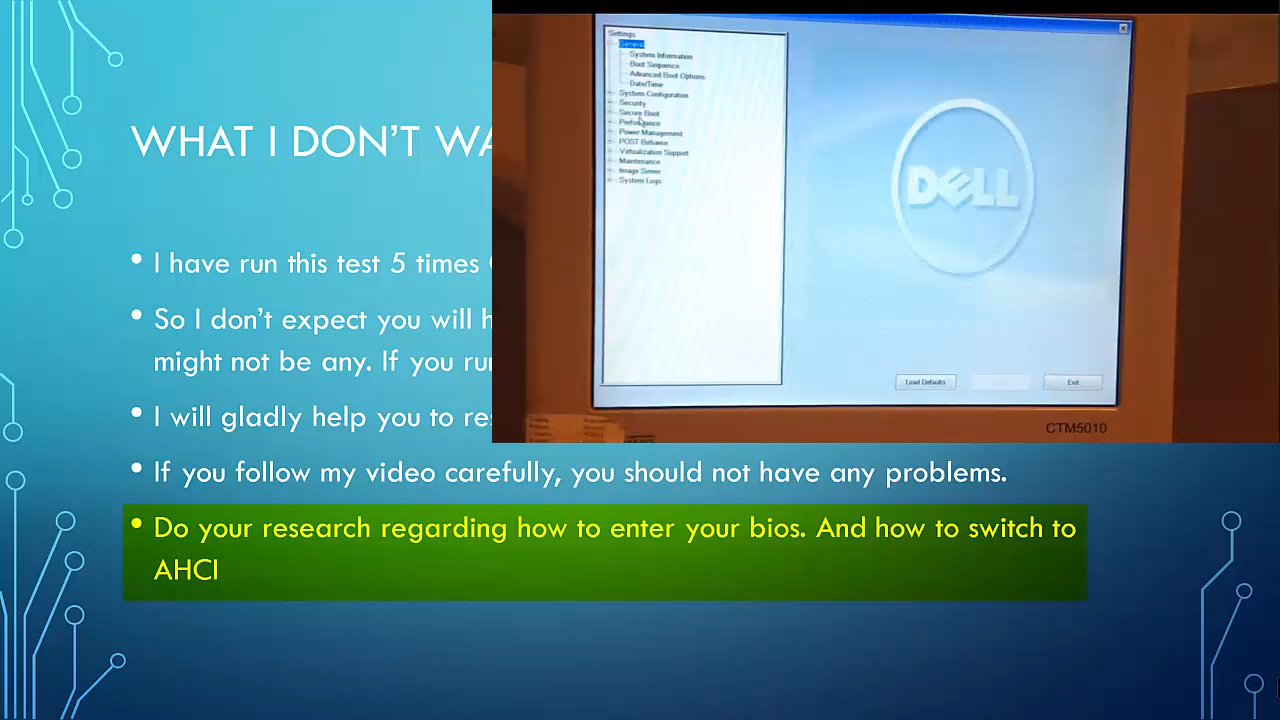 WHAT I DON'T WA
I have run this test 5 times
So I don't expect you will h
might not be any. If you ru
I will gladly help you to re
If you follow my video carefully, you should not have any problems.
Do your research regarding how to enter your bios. And how to switch to
AHCI
Settings
General
System Information
Boot Sequence
Advanced Boot Options
Date/Time
System Configuration
Security
Secure Boot
Performance
Power Management
POST Behavior
Virtualization Support
Maintenance
Image Server
System Logs
DELL
Load Defaults
Exit
CTM5010